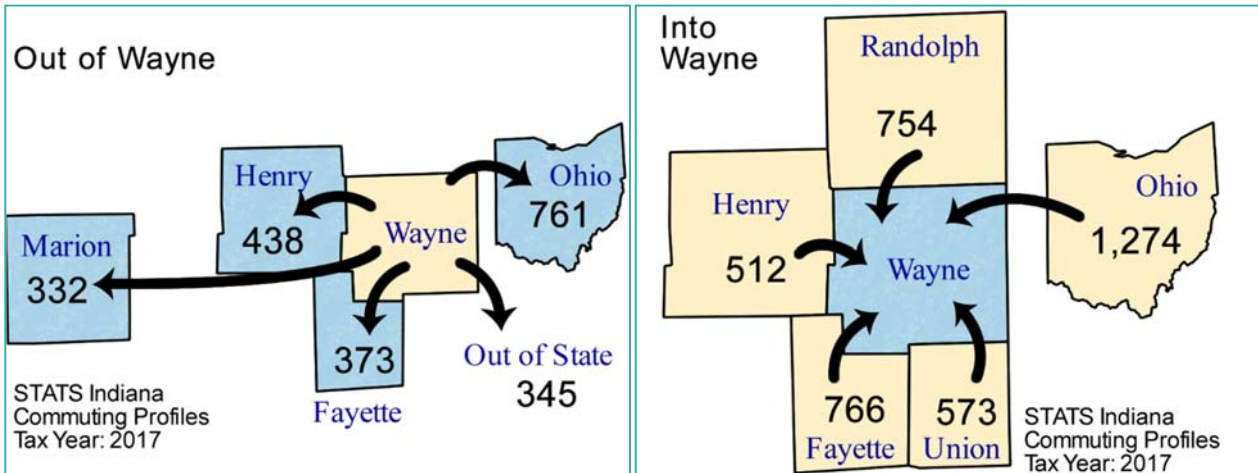 Out of Wayne
Henry
438
Wayne
Ohio
761
Marion
332
373
Fayette
Out of State
345
STATS Indiana
Commuting Profiles
Tax Year: 2017
Into
Wayne
Randolph
754
Henry
512
Wayne
Ohio
1,274
766
Fayette
573
Union
STATS Indiana
Commuting Profiles
Tax Year: 2017